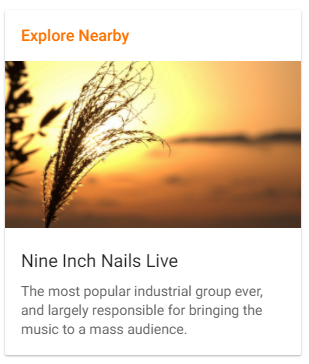 Explore Nearby
Nine Inch Nails Live
The most popular industrial group ever,
and largely responsible for bringing the
music to a mass audience.